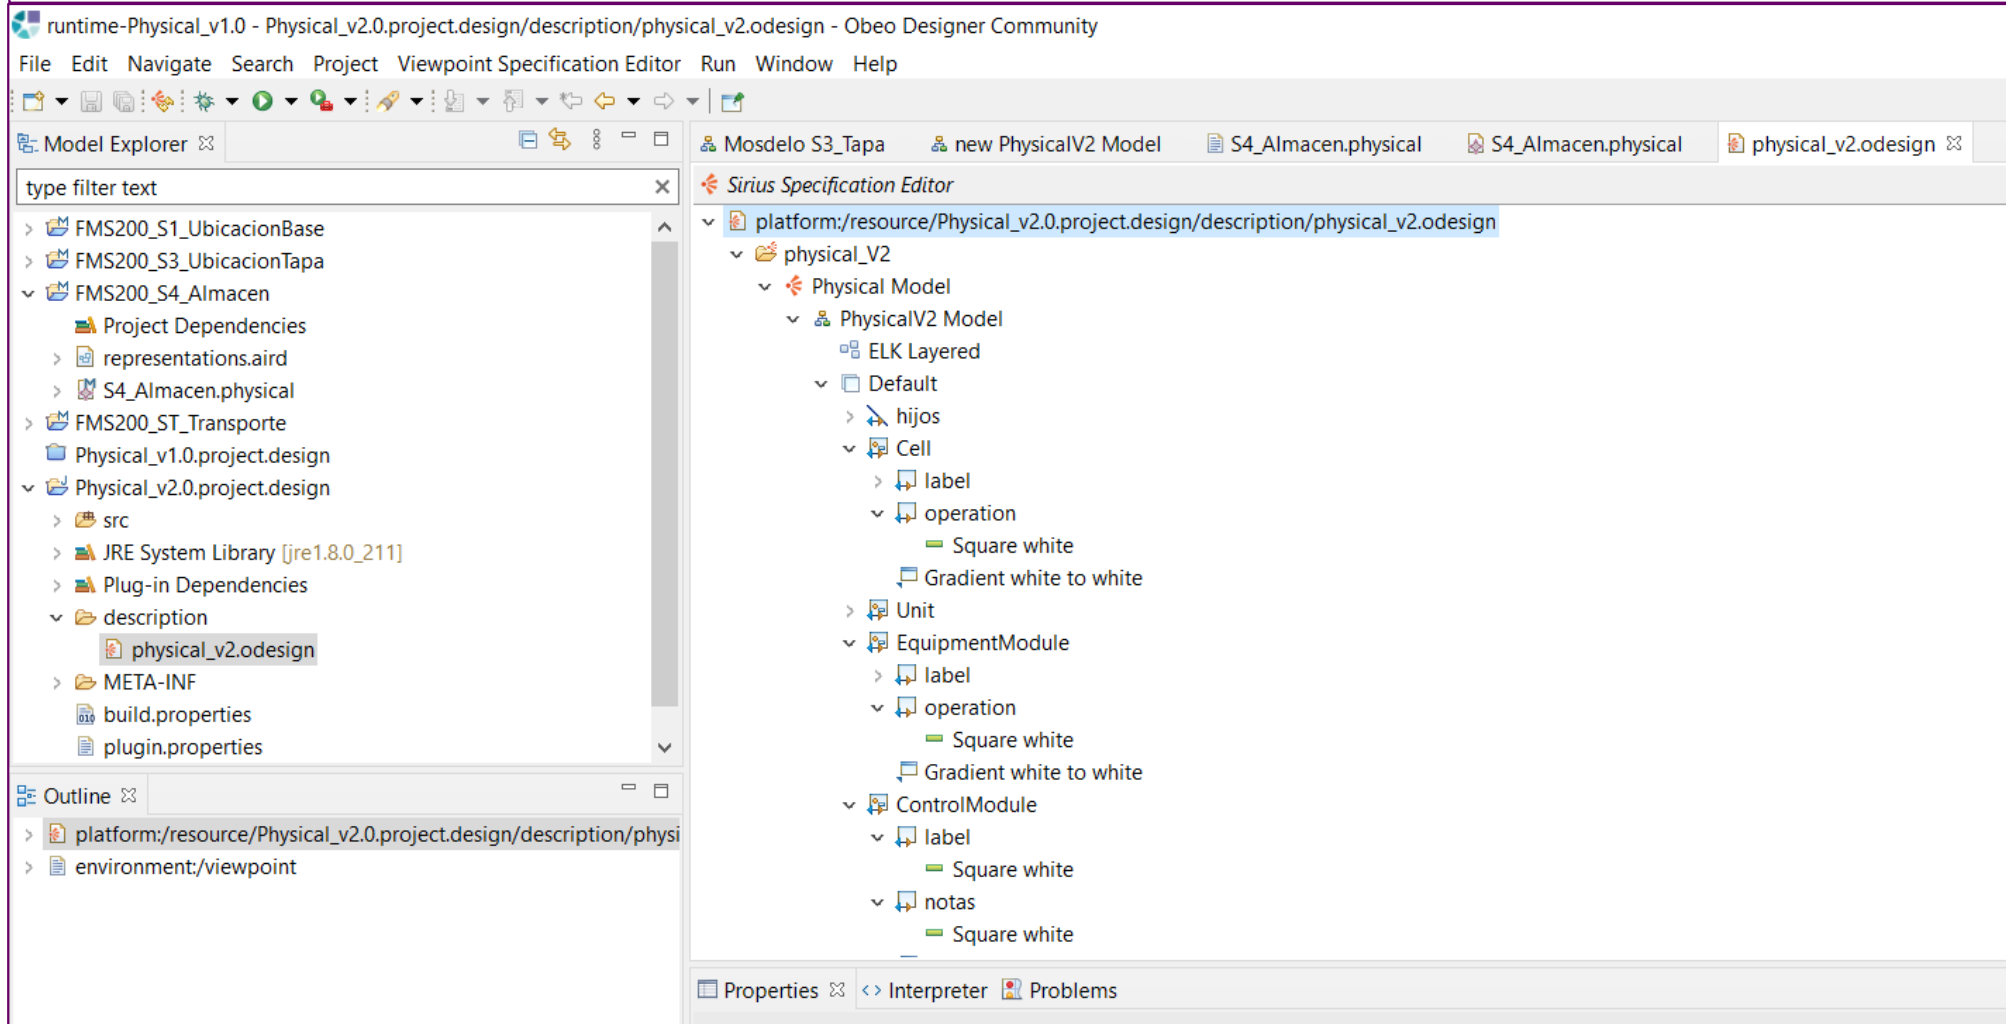 runtime-Physical_v1.0 - Physical_v2.0.project.design/description/physical_v2.odesign - Obeo Designer Community
File Edit Navigate Search Project Viewpoint Specification Editor Run Window Help
Model Explorer
type filter text
FMS200_S1_UbicacionBase
FMS200_S3_UbicacionTapa
FMS200_S4_Almacen
Project Dependencies
representations.aird
S4_Almacen.physical
FMS200_ST_Transporte
Physical_v1.0.project.design
Physical_v2.0.project.design
src
JRE System Library [jre1.8.0_211]
Plug-in Dependencies
description
physical_v2.odesign
META-INF
build.properties
plugin.properties
Outline
platform:/resource/Physical_v2.0.project.design/description/physi
environment:/viewpoint
Mosdelo S3_Tapa new PhysicalV2 Model S4_Almacen.physical S4_Almacen.physical physical_v2.odesign
Sirius Specification Editor
platform:/resource/Physical_v2.0.project.design/description/physical_v2.odesign
physical_V2
Physical Model
PhysicalV2 Model
ELK Layered
Default
hijos
Cell
label
operation
Square white
Gradient white to white
Unit
EquipmentModule
label
operation
Square white
Gradient white to white
ControlModule
label
Square white
notas
Square white
Properties Interpreter Problems